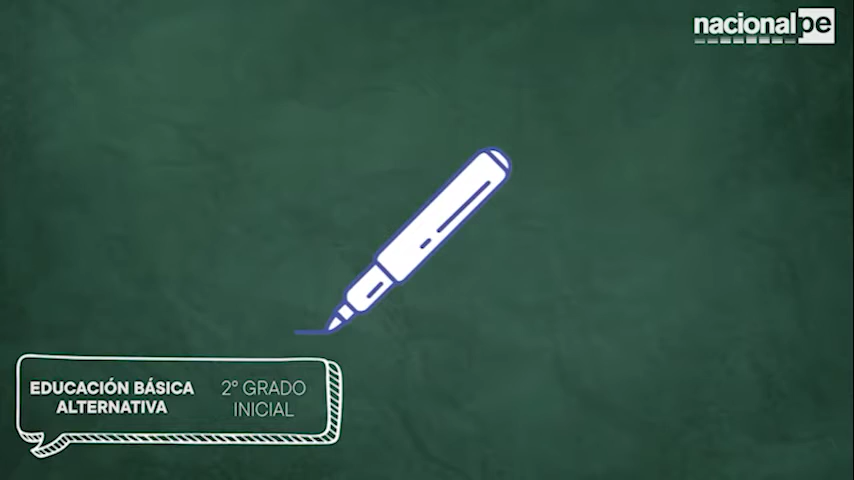 nacionalpe
EDUCACIÓN BÁSICA
ALTERNATIVA
2° GRADO
INICIAL